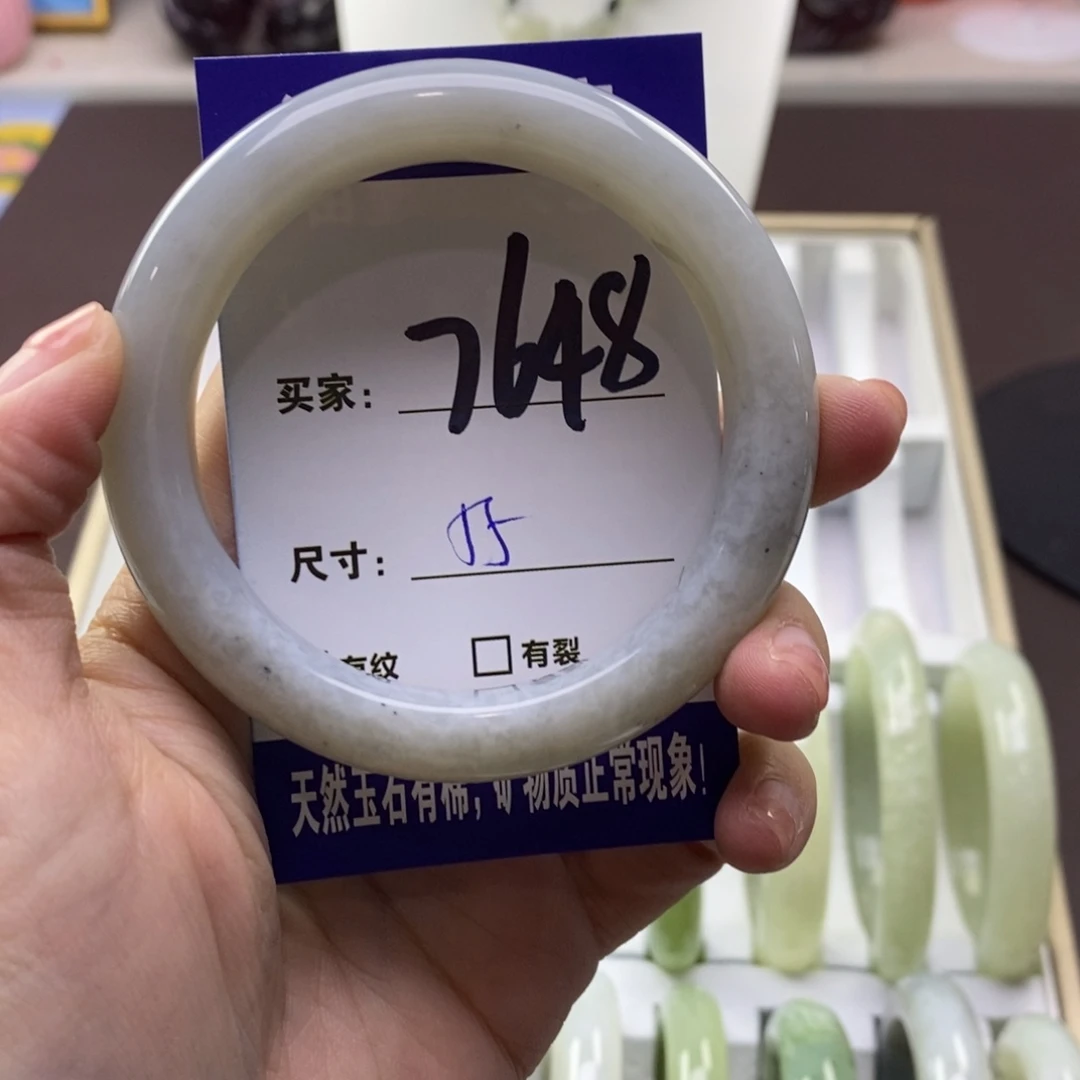 买家： 7648
尺寸：
有纹 □ 有裂
天然玉石有棉，矿物质正常现象！